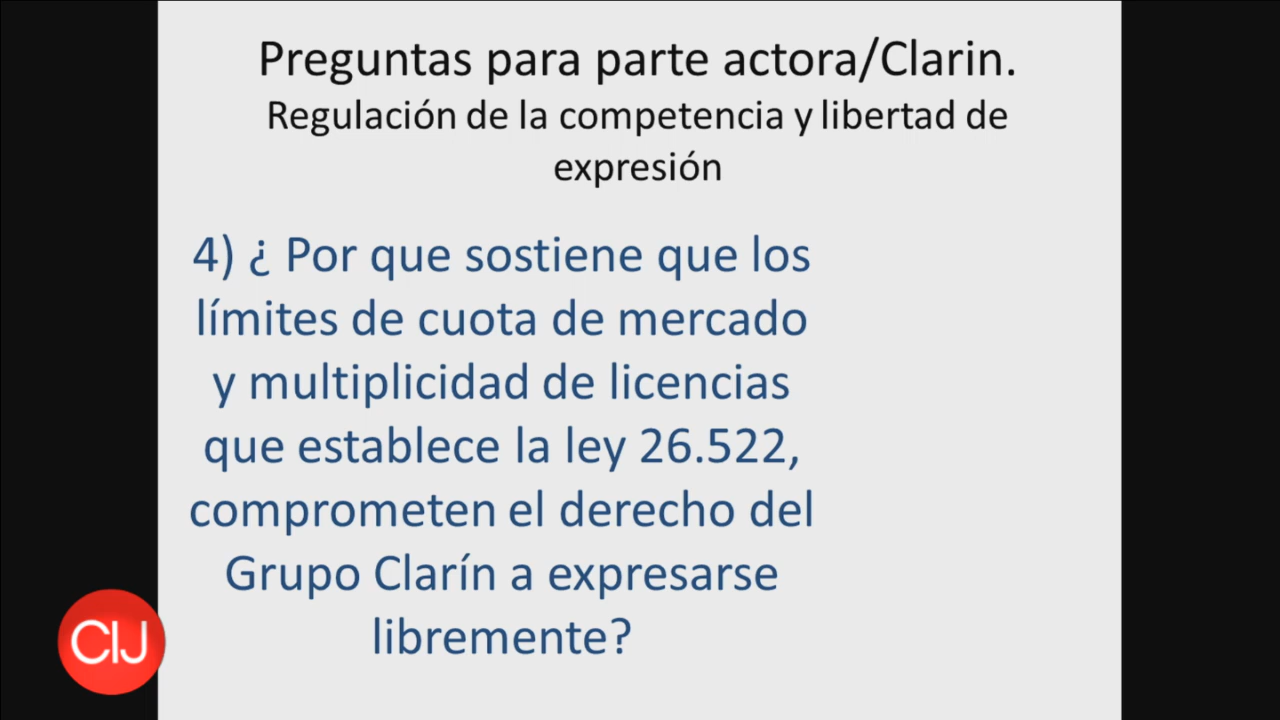 Preguntas para parte actora/Clarin.
Regulación de la competencia y libertad de
expresión
4) ¿ Por que sostiene que los
límites de cuota de mercado
y multiplicidad de licencias
que establece la ley 26.522,
comprometen el derecho del
Grupo Clarín a expresarse
libremente?
CIJ